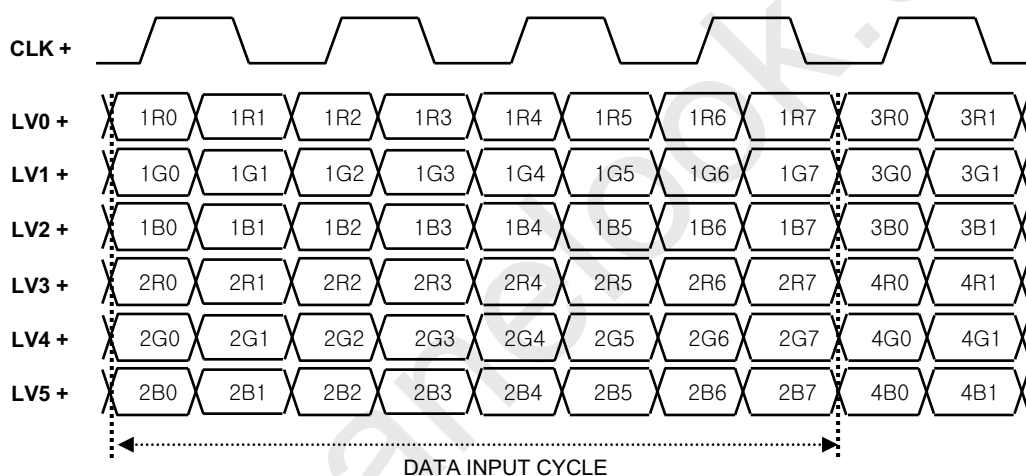 CLK +
LV0 + 1R0 1R1 1R2 1R3 1R4 1R5 1R6 1R7 3R0 3R1
LV1 + 1G0 1G1 1G2 1G3 1G4 1G5 1G6 1G7 3G0 3G1
LV2 + 1B0 1B1 1B2 1B3 1B4 1B5 1B6 1B7 3B0 3B1
LV3 + 2R0 2R1 2R2 2R3 2R4 2R5 2R6 2R7 4R0 4R1
LV4 + 2G0 2G1 2G2 2G3 2G4 2G5 2G6 2G7 4G0 4G1
LV5 + 2B0 2B1 2B2 2B3 2B4 2B5 2B6 2B7 4B0 4B1
DATA INPUT CYCLE
anelook.